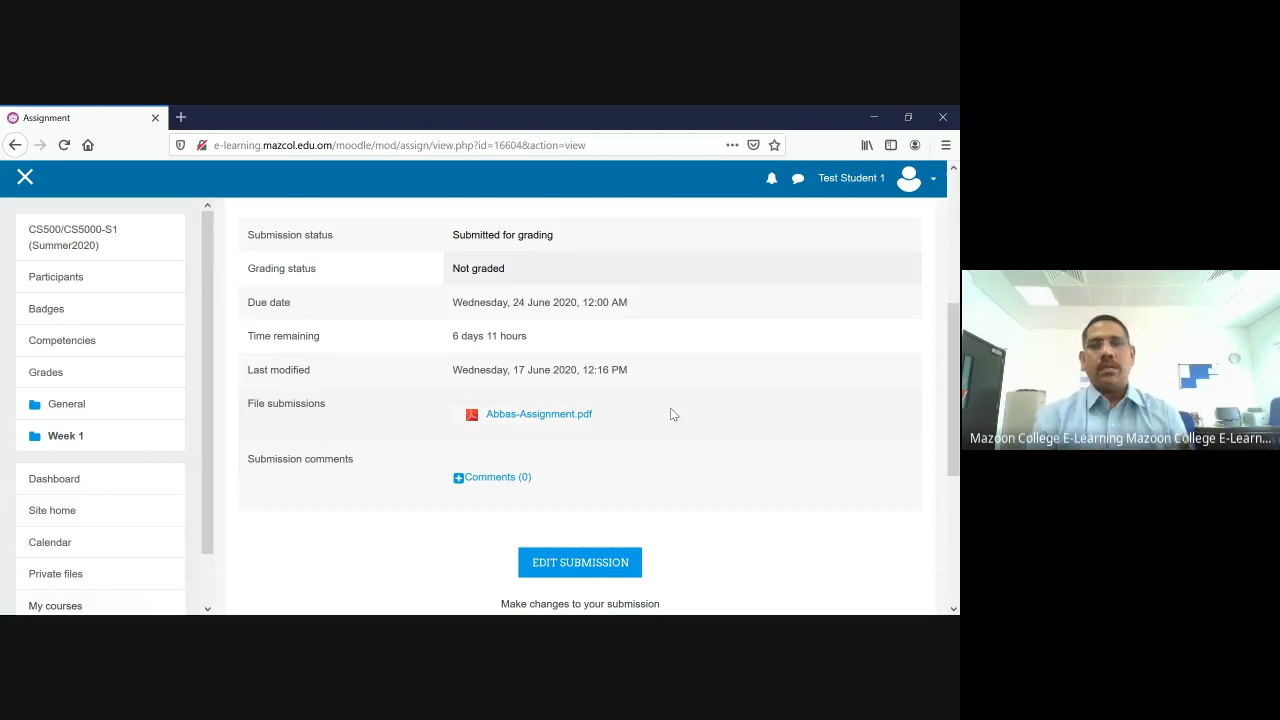 Assignment
e-learning.mazcol.edu.om/moodle/mod/assign/view.php?id=16604&action=view
Test Student 1
CS500/CS5000-S1
(Summer2020)
Participants
Badges
Competencies
Grades
General
Week 1
Dashboard
Site home
Calendar
Private files
My courses
Submission status Submitted for grading
Grading status Not graded
Due date Wednesday, 24 June 2020, 12:00 AM
Time remaining 6 days 11 hours
Last modified Wednesday, 17 June 2020, 12:16 PM
File submissions
Abbas-Assignment.pdf
Submission comments
Comments (0)
EDIT SUBMISSION
Make changes to your submission
Mazoon College E-Learning Mazoon College E-Learn...